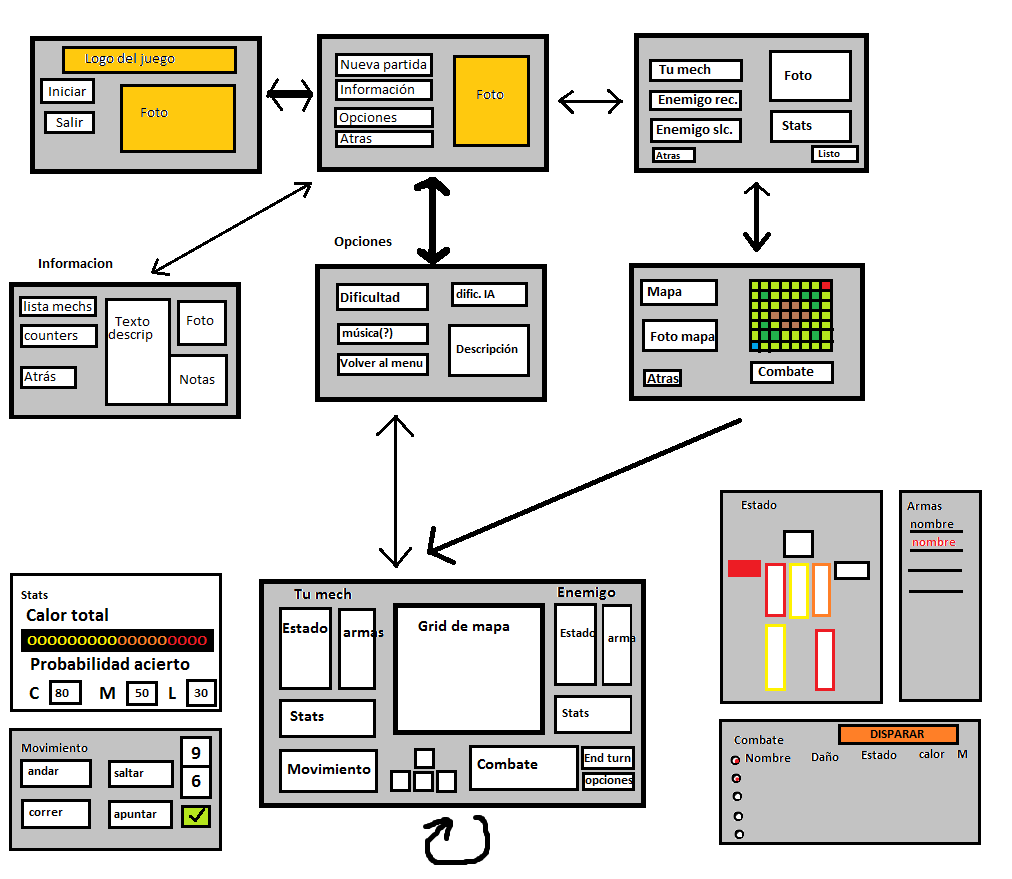 Logo del juego
Iniciar
Salir
Foto
Nueva partida
Información
Opciones
Atras
Foto
Tu mech
Enemigo rec.
Enemigo slc.
Atras
Foto
Stats
Listo
Informacion
lista mechs
counters
Atrás
Texto
descrip
Foto
Notas
Opciones
Dificultad
música(?)
Volver al menu
dific. IA
Descripción
Mapa
Foto mapa
Atras
Combate
Stats
Calor total
OOOOOOOOOOOOOOOOOO
Probabilidad acierto
C 80 M 50 L 30
Movimiento
andar
saltar
correr
apuntar
9
6
Tu mech
Estado
armas
Stats
Movimiento
Grid de mapa
Enemigo
Estado
arma
Stats
Combate
End turn
opciones
Estado
Armas
nombre
nombre
Combate
DISPARAR
Nombre Daño Estado calor M